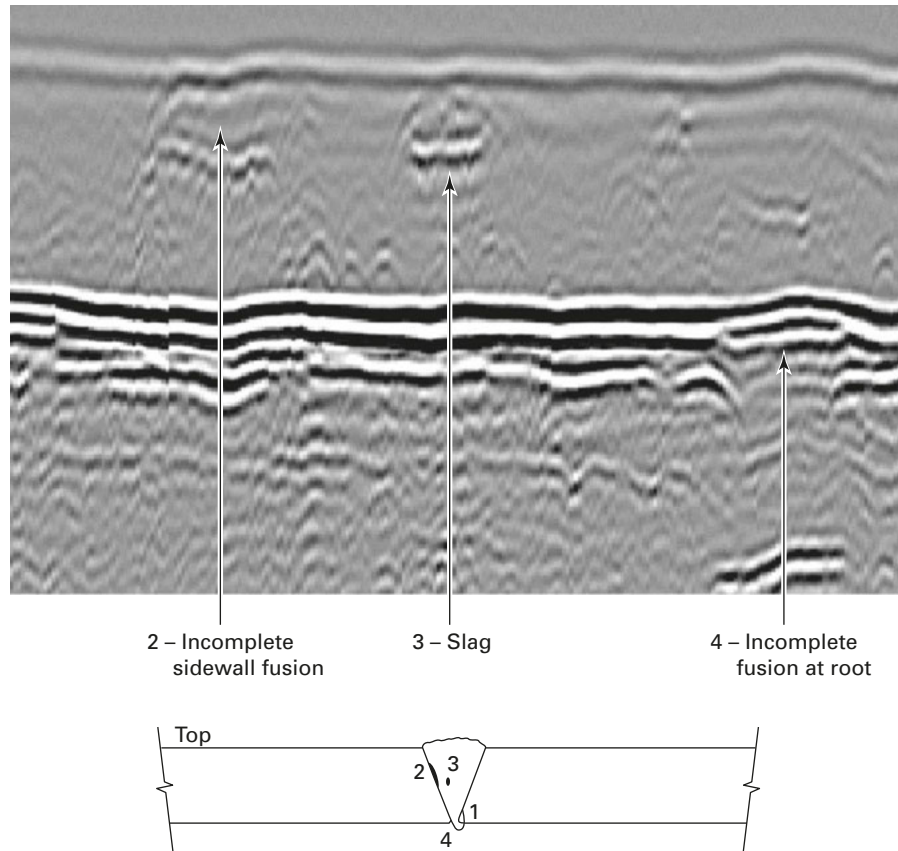 2 – Incomplete
sidewall fusion
3 – Slag
4 – Incomplete
fusion at root
Top
2
3
1
4